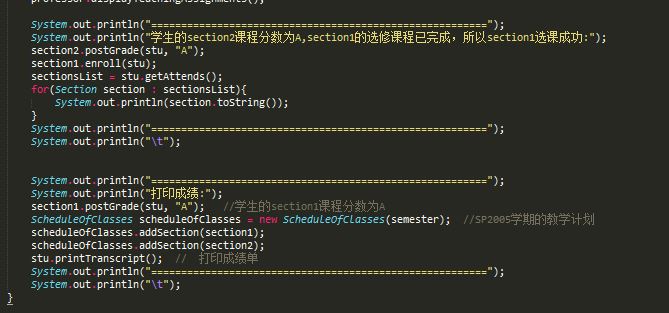 System.out.println("=========================================================");
System.out.println("学生的section2课程分数为A,section1的选修课程已完成，所以section1选课成功:");
section2.postGrade(stu, "A");
section1.enroll(stu);
sectionsList = stu.getAttends();
for(Section section : sectionsList){
System.out.println(section.toString());
}
System.out.println("=========================================================");
System.out.println("\t");
System.out.println("=========================================================");
System.out.println("打印成绩:");
section1.postGrade(stu, "A"); //学生的section1课程分数为A
ScheduleOfClasses scheduleOfClasses = new ScheduleOfClasses(semester); //SP2005学期的教学计划
scheduleOfClasses.addSection(section1);
scheduleOfClasses.addSection(section2);
stu.printTranscript(); // 打印成绩单
System.out.println("=========================================================");
System.out.println("\t");
}